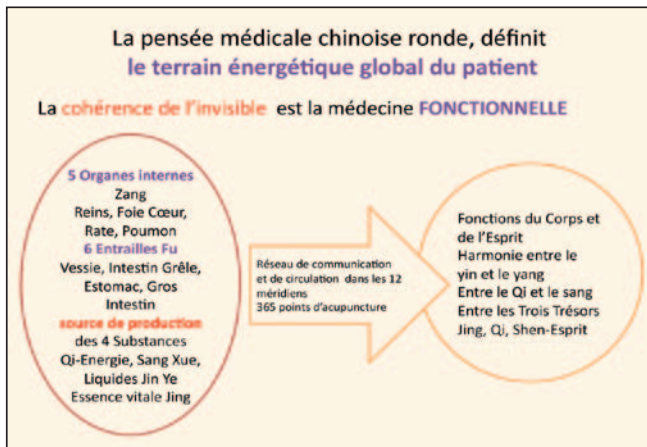 La pensée médicale chinoise ronde, définit
le terrain énergétique global du patient
La cohérence de l'invisible est la médecine FONCTIONNELLE
5 Organes internes
Zang
Reins, Foie Cœur,
Rate, Poumon
6 Entrailles Fu
Vessie, Intestin Grêle,
Estomac, Gros
Intestin
source de production
des 4 Substances
Qi-Energie, Sang Xue,
Liquides Jin Ye
Essence vitale Jing
Réseau de communication
et de circulation dans les 12
méridiens
365 points d'acupuncture
Fonctions du Corps et
de l'Esprit
Harmonie entre le
yin et le yang
Entre le Qi et le sang
Entre les Trois Trésors
Jing, Qi, Shen-Esprit